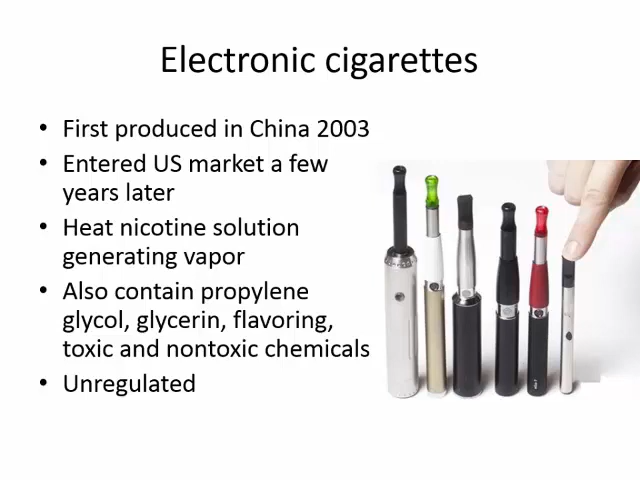 Electronic cigarettes
• First produced in China 2003
• Entered US market a few
years later
• Heat nicotine solution
generating vapor
• Also contain propylene
glycol, glycerin, flavoring,
toxic and nontoxic chemicals
• Unregulated